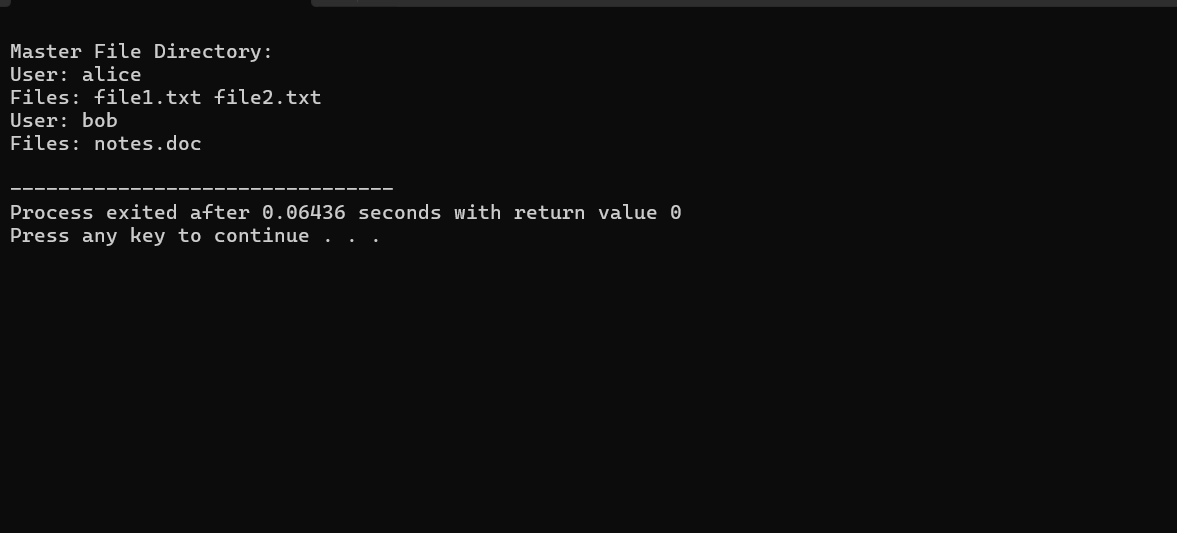 Master File Directory:
User: alice
Files: file1.txt file2.txt
User: bob
Files: notes.doc
--------------------------------
Process exited after 0.06436 seconds with return value 0
Press any key to continue . . .